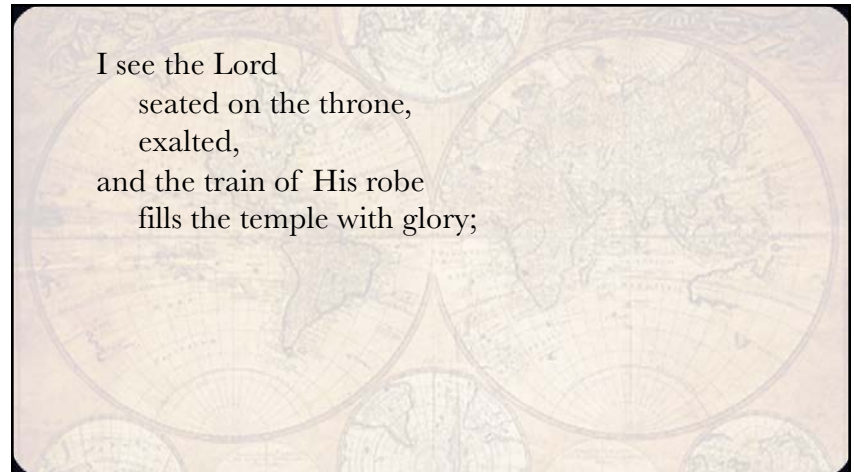 I see the Lord
seated on the throne,
exalted,
and the train of His robe
fills the temple with glory;